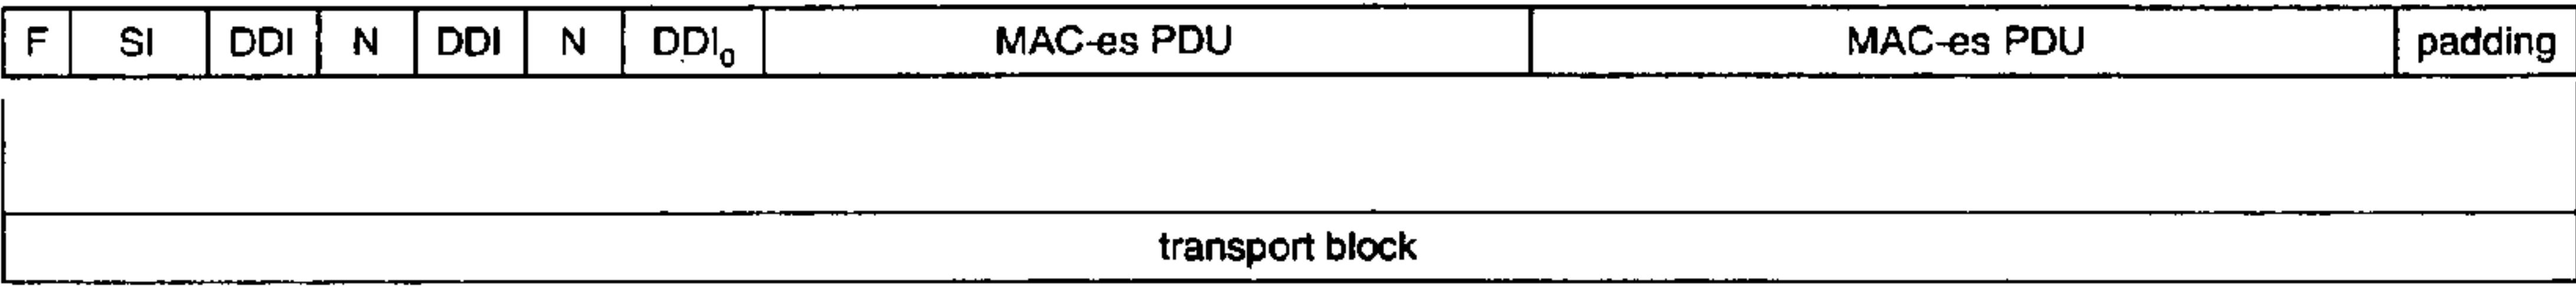 F SI DDI N DDI N DDI₀ MAC-es PDU MAC-es PDU padding
transport block